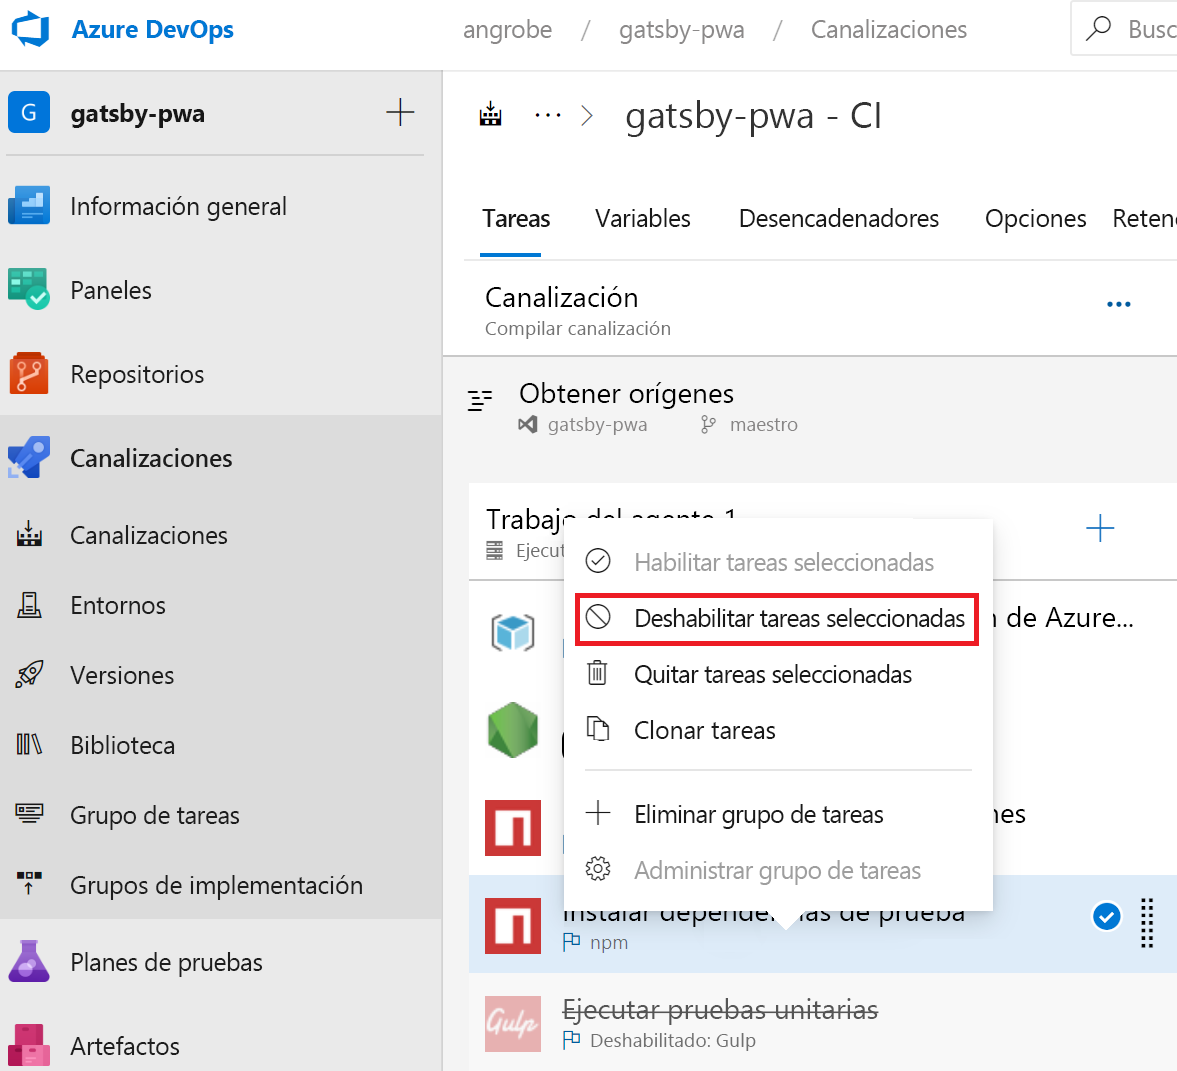 Azure DevOps
angrobe / gatsby-pwa / Canalizaciones
Busc
G gatsby-pwa
gatsby-pwa - CI
Información general
Paneles
Repositorios
Canalizaciones
Canalizaciones
Entornos
Versiones
Biblioteca
Grupo de tareas
Grupos de implementación
Planes de pruebas
Artefactos
Tareas Variables Desencadenadores Opciones Reten
Canalización
Compilar canalización
Obtener orígenes
gatsby-pwa maestro
Trabajo del agente 1
Ejecut
Habilitar tareas seleccionadas
Deshabilitar tareas seleccionadas
n de Azure...
Quitar tareas seleccionadas
Clonar tareas
Eliminar grupo de tareas
nes
Administrar grupo de tareas
Instalar dependencias de prueba
npm
Gulp
Ejecutar pruebas unitarias
Deshabilitado: Gulp